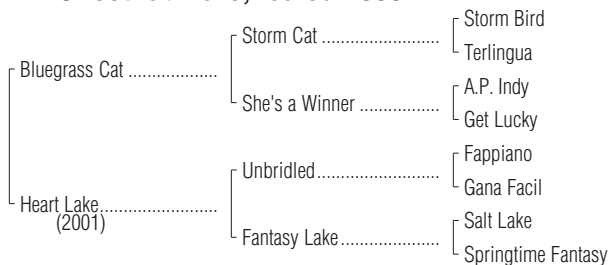 Storm Bird
Storm Cat
Terlingua
Bluegrass Cat
A.P. Indy
She's a Winner
Get Lucky
Fappiano
Unbridled
Gana Facil
Heart Lake
(2001)
Salt Lake
Fantasy Lake
Springtime Fantasy